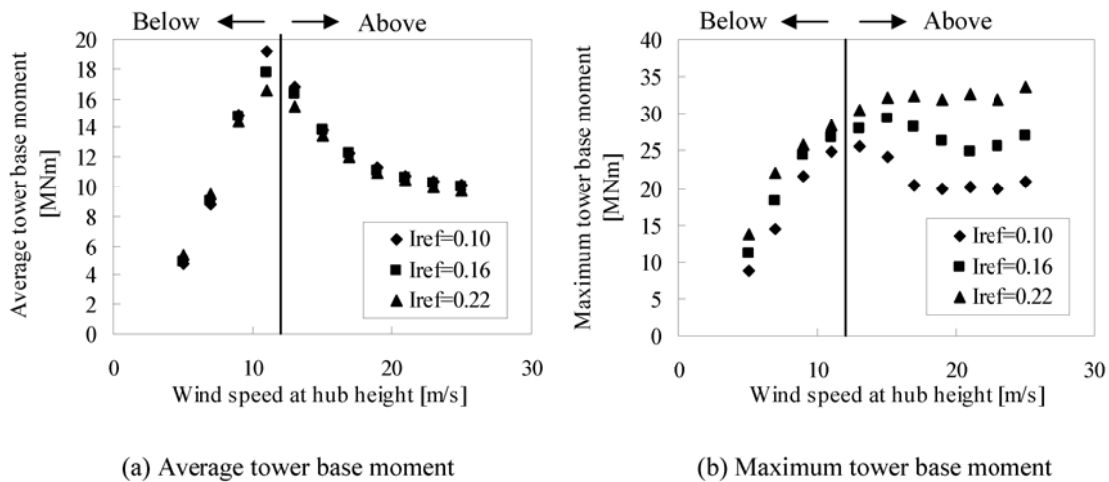 Below
Above
Average tower base moment
[MNm]
20
18
16
14
12
10
8
6
4
2
0
Iref=0.10
Iref=0.16
Iref=0.22
0
10
20
30
Wind speed at hub height [m/s]
(a) Average tower base moment
Below
Above
Maximum tower base moment
[MNm]
40
35
30
25
20
15
10
5
0
Iref=0.10
Iref=0.16
Iref=0.22
0
10
20
30
Wind speed at hub height [m/s]
(b) Maximum tower base moment